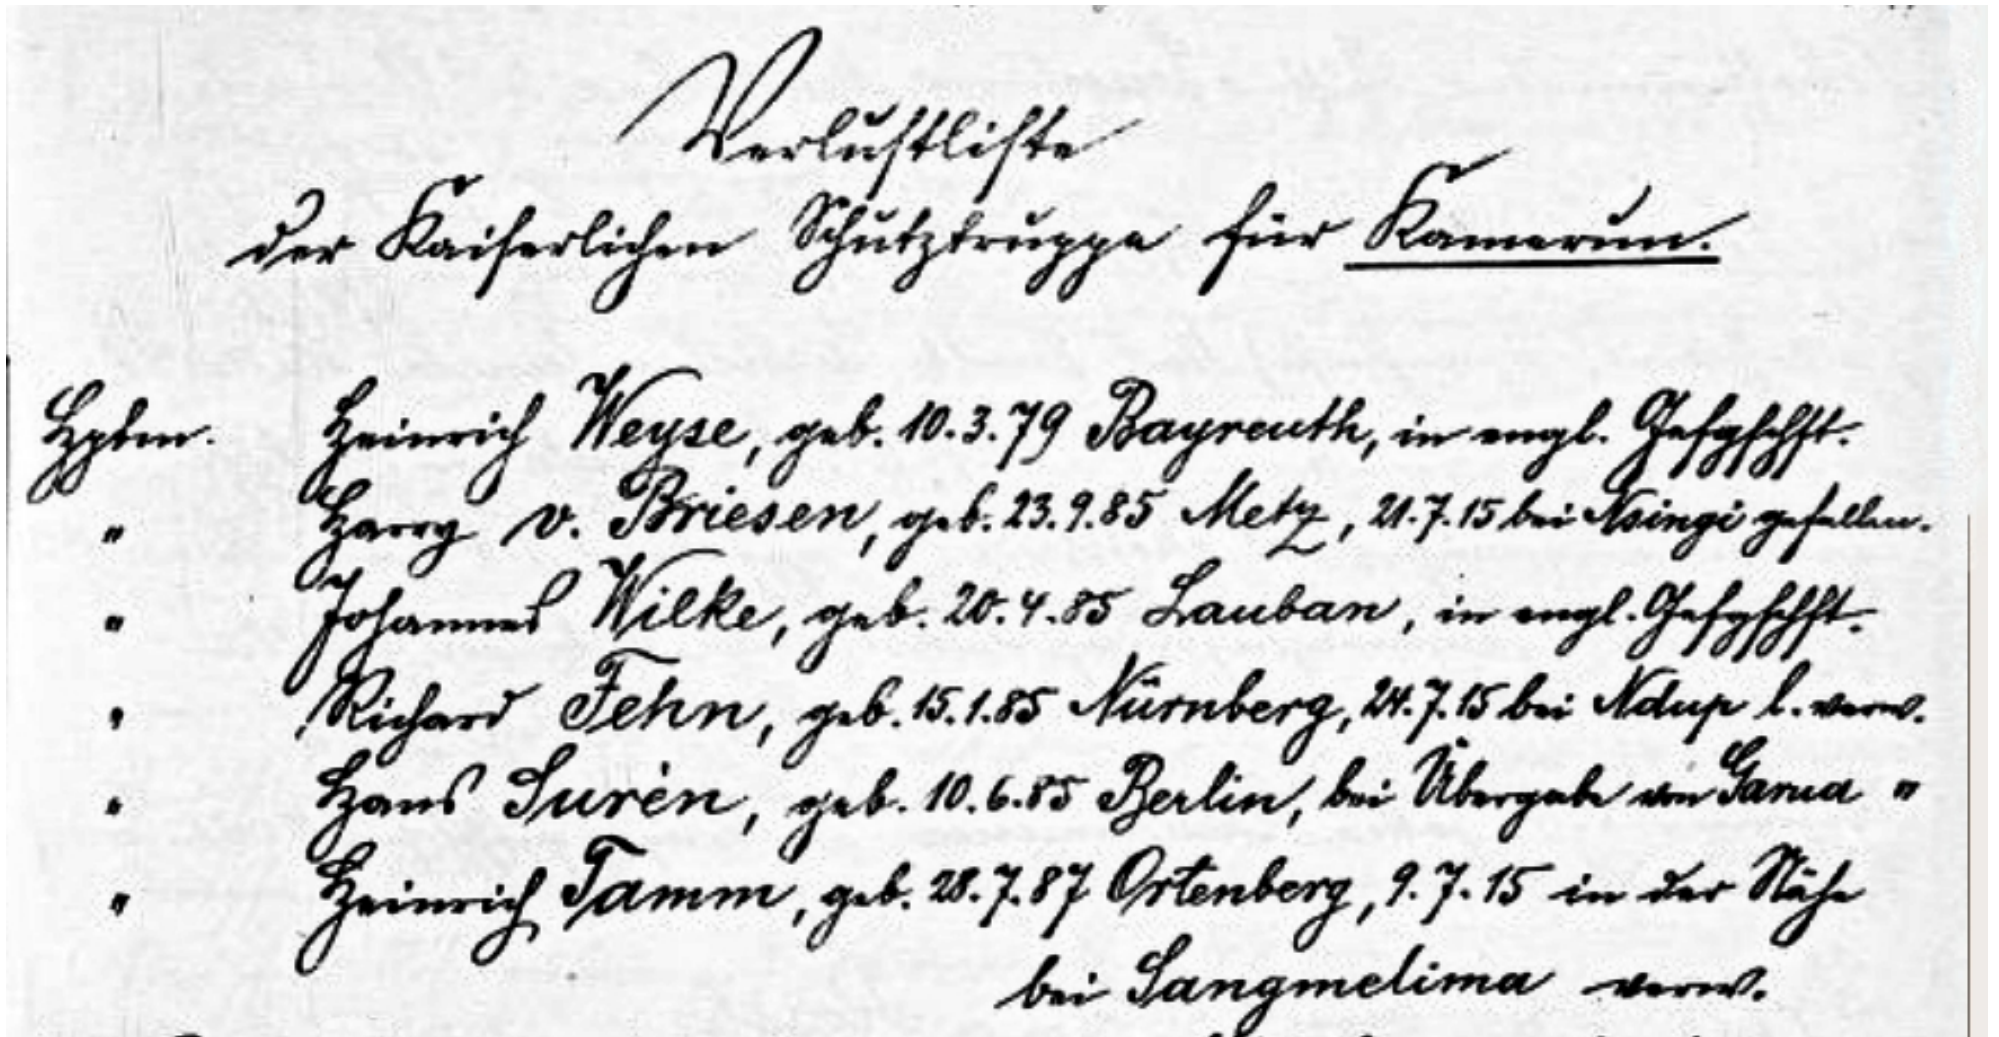 Verlustliste
der Kaiserlichen Schutztruppe für Kamerun.
Hptm. Heinrich Weyse, geb. 10.3.79 Bayreuth, in engl. Gefgschft.
" Harry v. Briesen, geb. 23.9.85 Metz, 21.7.15 bei Nsingi gefallen.
" Johannes Wilke, geb. 20.4.85 Lauban, in engl. Gefgschft.
" Richard Fehn, geb. 15.1.85 Nürnberg, 24.7.15 bei Ndup l. verw.
" Hans Surén, geb. 10.6.85 Berlin, bei Übergabe von Garua "
" Heinrich Tamm, geb. 28.7.87 Ortenberg, 9.7.15 in der Nähe
bei Sangmelima verw.